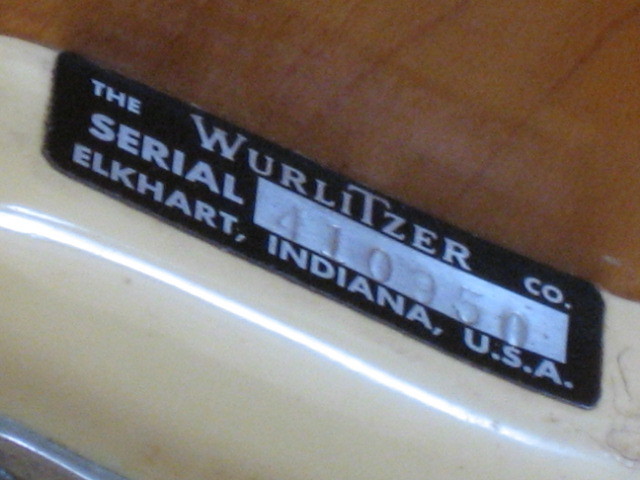 THE WURLITZER CO.
SERIAL 410950
ELKHART, INDIANA, U.S.A.